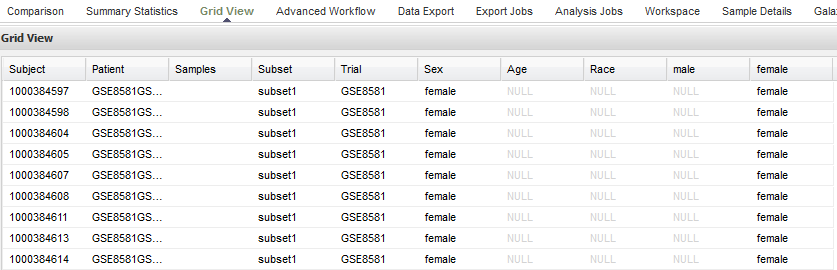 Comparison Summary Statistics Grid View Advanced Workflow Data Export Export Jobs Analysis Jobs Workspace Sample Details Gala
Grid View
Subject Patient Samples Subset Trial Sex Age Race male female
1000384597 GSE8581GS... subset1 GSE8581 female NULL NULL NULL female
1000384598 GSE8581GS... subset1 GSE8581 female NULL NULL NULL female
1000384604 GSE8581GS... subset1 GSE8581 female NULL NULL NULL female
1000384605 GSE8581GS... subset1 GSE8581 female NULL NULL NULL female
1000384607 GSE8581GS... subset1 GSE8581 female NULL NULL NULL female
1000384608 GSE8581GS... subset1 GSE8581 female NULL NULL NULL female
1000384611 GSE8581GS... subset1 GSE8581 female NULL NULL NULL female
1000384613 GSE8581GS... subset1 GSE8581 female NULL NULL NULL female
1000384614 GSE8581GS... subset1 GSE8581 female NULL NULL NULL female